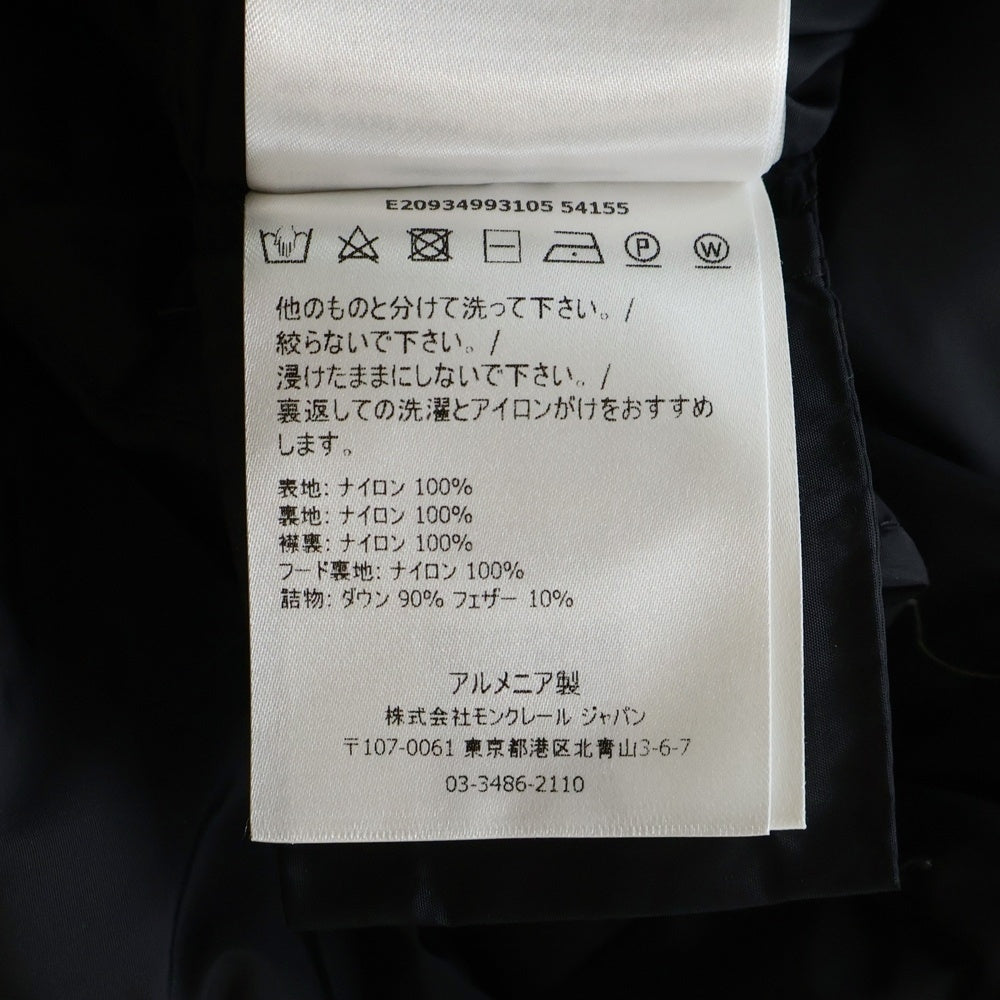 E20934993105 54155
P W
他のものと分けて洗って下さい。/
絞らないで下さい。/
浸けたままにしないで下さい。/
裏返しての洗濯とアイロンがけをおすすめ
します。
表地: ナイロン 100%
裏地: ナイロン 100%
襟裏: ナイロン 100%
フード裏地: ナイロン 100%
詰物: ダウン 90% フェザー 10%
アルメニア製
株式会社モンクレール ジャパン
〒107-0061 東京都港区北青山3-6-7
03-3486-2110